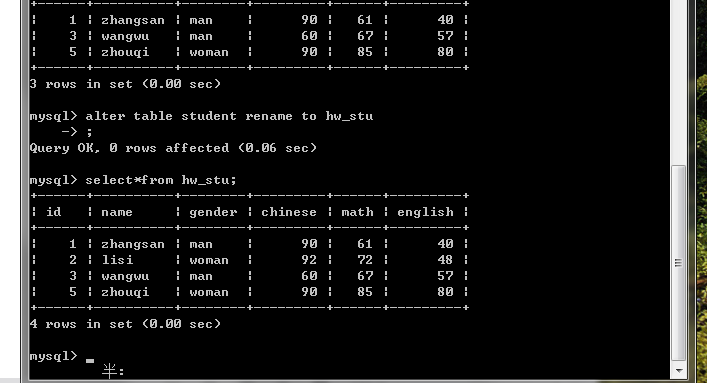 |    1 | zhangsan | man    |      90 |   61 |      40 |
|    3 | wangwu   | man    |      60 |   67 |      57 |
|    5 | zhouqi   | woman  |      90 |   85 |      80 |
+------+----------+--------+---------+------+---------+
3 rows in set (0.00 sec)
mysql> alter table student rename to hw_stu
    -> ;
Query OK, 0 rows affected (0.06 sec)
mysql> select*from hw_stu;
+------+----------+--------+---------+------+---------+
| id   | name     | gender | chinese | math | english |
+------+----------+--------+---------+------+---------+
|    1 | zhangsan | man    |      90 |   61 |      40 |
|    2 | lisi     | woman  |      92 |   72 |      48 |
|    3 | wangwu   | man    |      60 |   67 |      57 |
|    5 | zhouqi   | woman  |      90 |   85 |      80 |
+------+----------+--------+---------+------+---------+
4 rows in set (0.00 sec)
mysql> _
半: